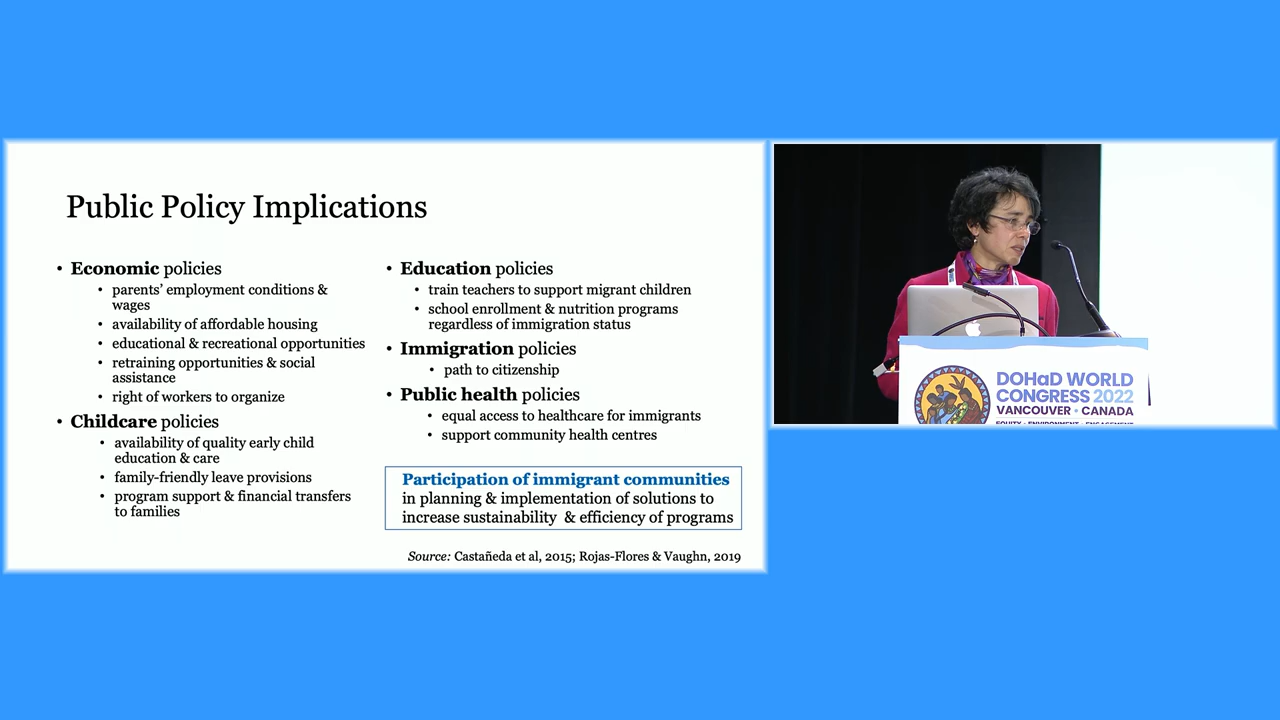 Public Policy Implications
• Economic policies
• parents' employment conditions &
wages
• availability of affordable housing
• educational & recreational opportunities
• retraining opportunities & social
assistance
• right of workers to organize
• Childcare policies
• availability of quality early child
education & care
• family-friendly leave provisions
• program support & financial transfers
to families
• Education policies
• train teachers to support migrant children
• school enrollment & nutrition programs
regardless of immigration status
• Immigration policies
• path to citizenship
• Public health policies
• equal access to healthcare for immigrants
• support community health centres
Participation of immigrant communities
in planning & implementation of solutions to
increase sustainability & efficiency of programs
Source: Castañeda et al, 2015; Rojas-Flores & Vaughn, 2019
DOHaD WORLD
CONGRESS 2022
VANCOUVER • CANADA
EQUITY • ENVIRONMENT • ENGAGEMENT